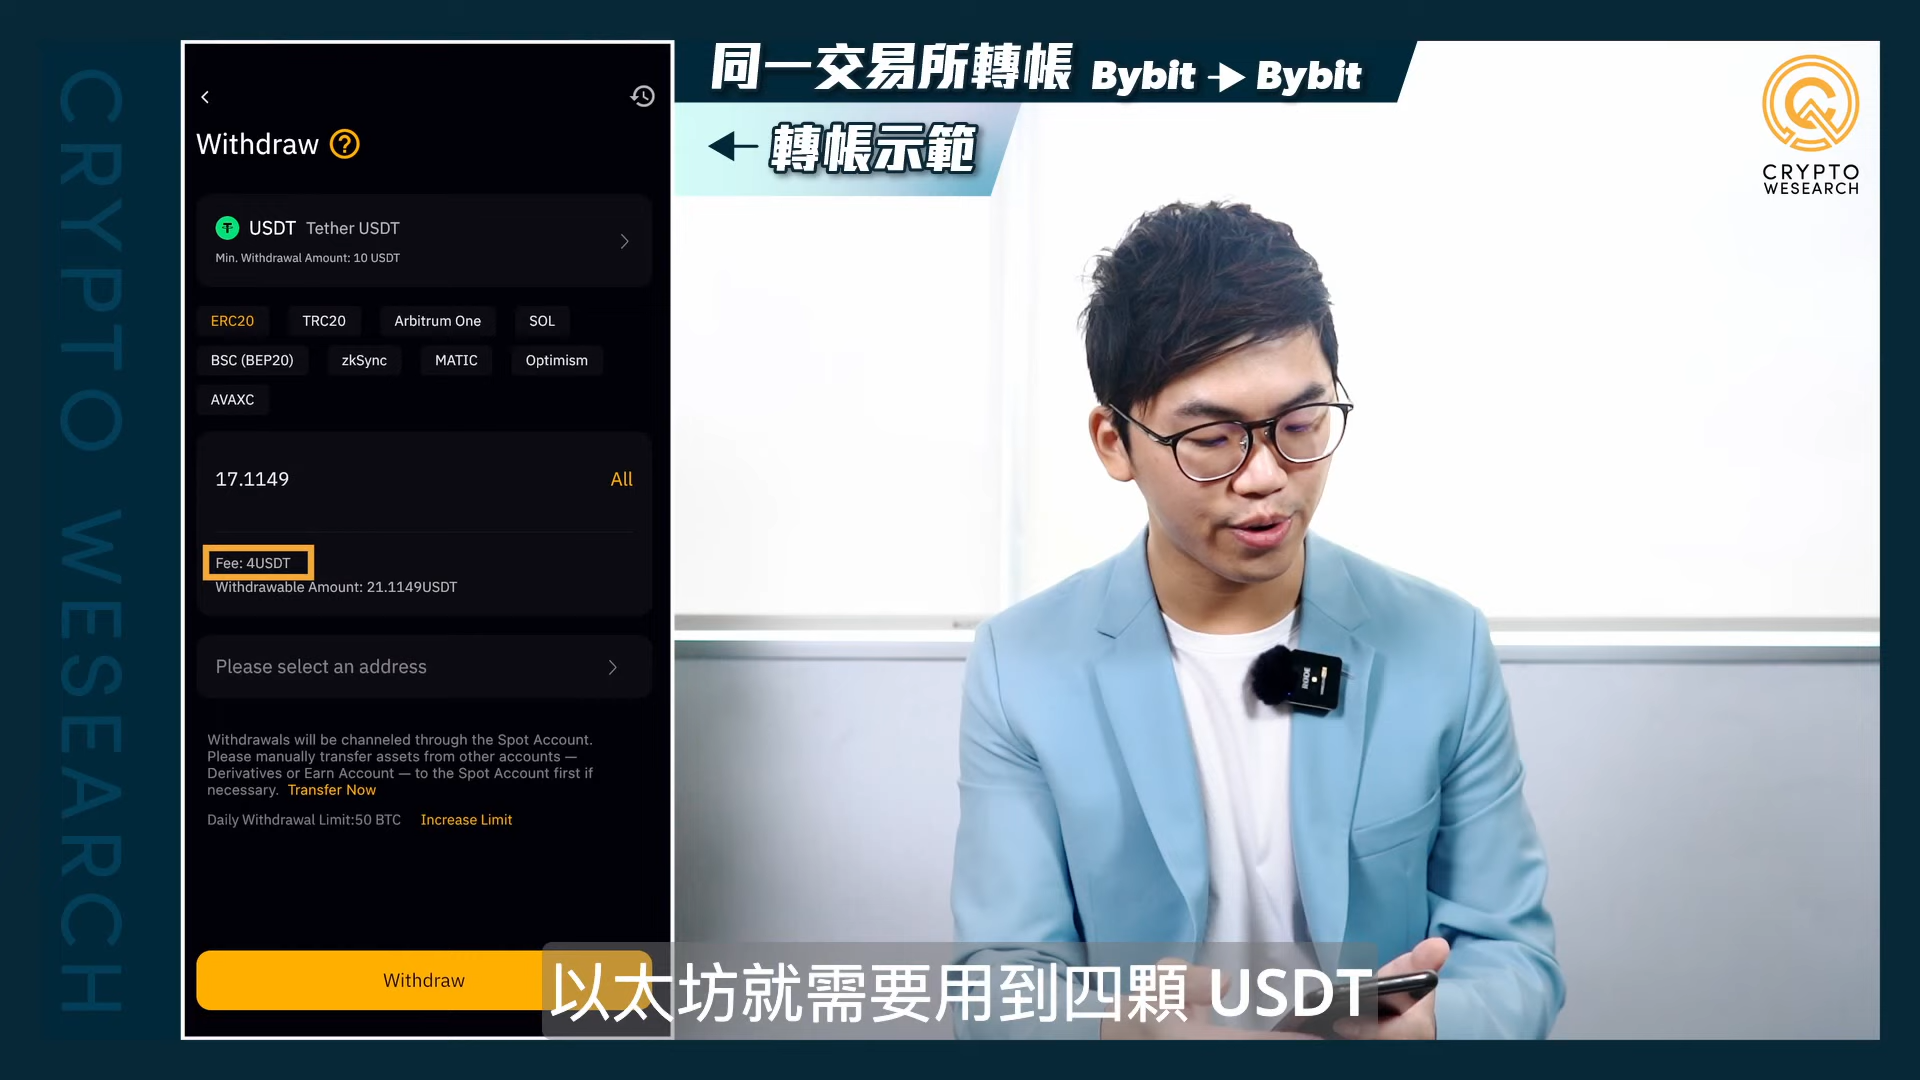 CRYPTO WESEARCH
Withdraw ?
USDT Tether USDT
Min. Withdrawal Amount: 10 USDT
ERC20 TRC20 Arbitrum One SOL
BSC (BEP20) zkSync MATIC Optimism
AVAXC
17.1149 All
Fee: 4USDT
Withdrawable Amount: 21.1149USDT
Please select an address
Withdrawals will be channeled through the Spot Account.
Please manually transfer assets from other accounts —
Derivatives or Earn Account — to the Spot Account first if
necessary. Transfer Now
Daily Withdrawal Limit:50 BTC Increase Limit
Withdraw
同一交易所轉帳 Bybit → Bybit
← 轉帳示範
CRYPTO
WESEARCH
RODE
以太坊就需要用到四顆 USDT